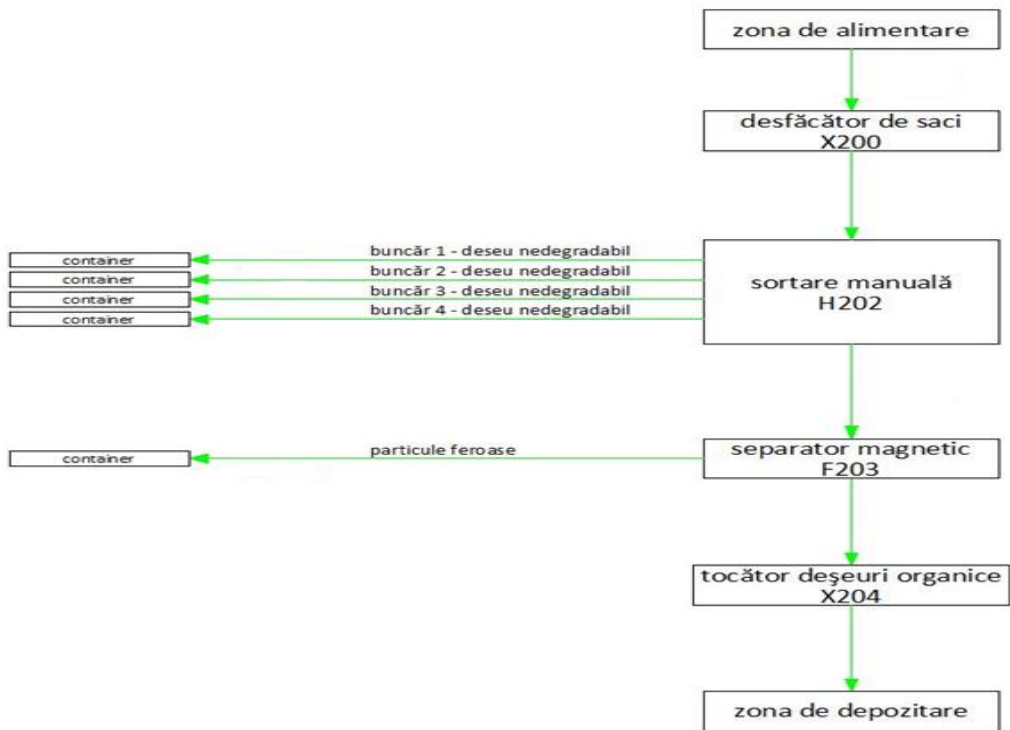 zona de alimentare
desfăcător de saci
X200
buncăr 1 - deseu nedegradabil
container
buncăr 2 - deseu nedegradabil
container
buncăr 3 - deseu nedegradabil
container
buncăr 4 - deseu nedegradabil
container
sortare manuală
H202
particule feroase
container
separator magnetic
F203
tocător deşeuri organice
X204
zona de depozitare